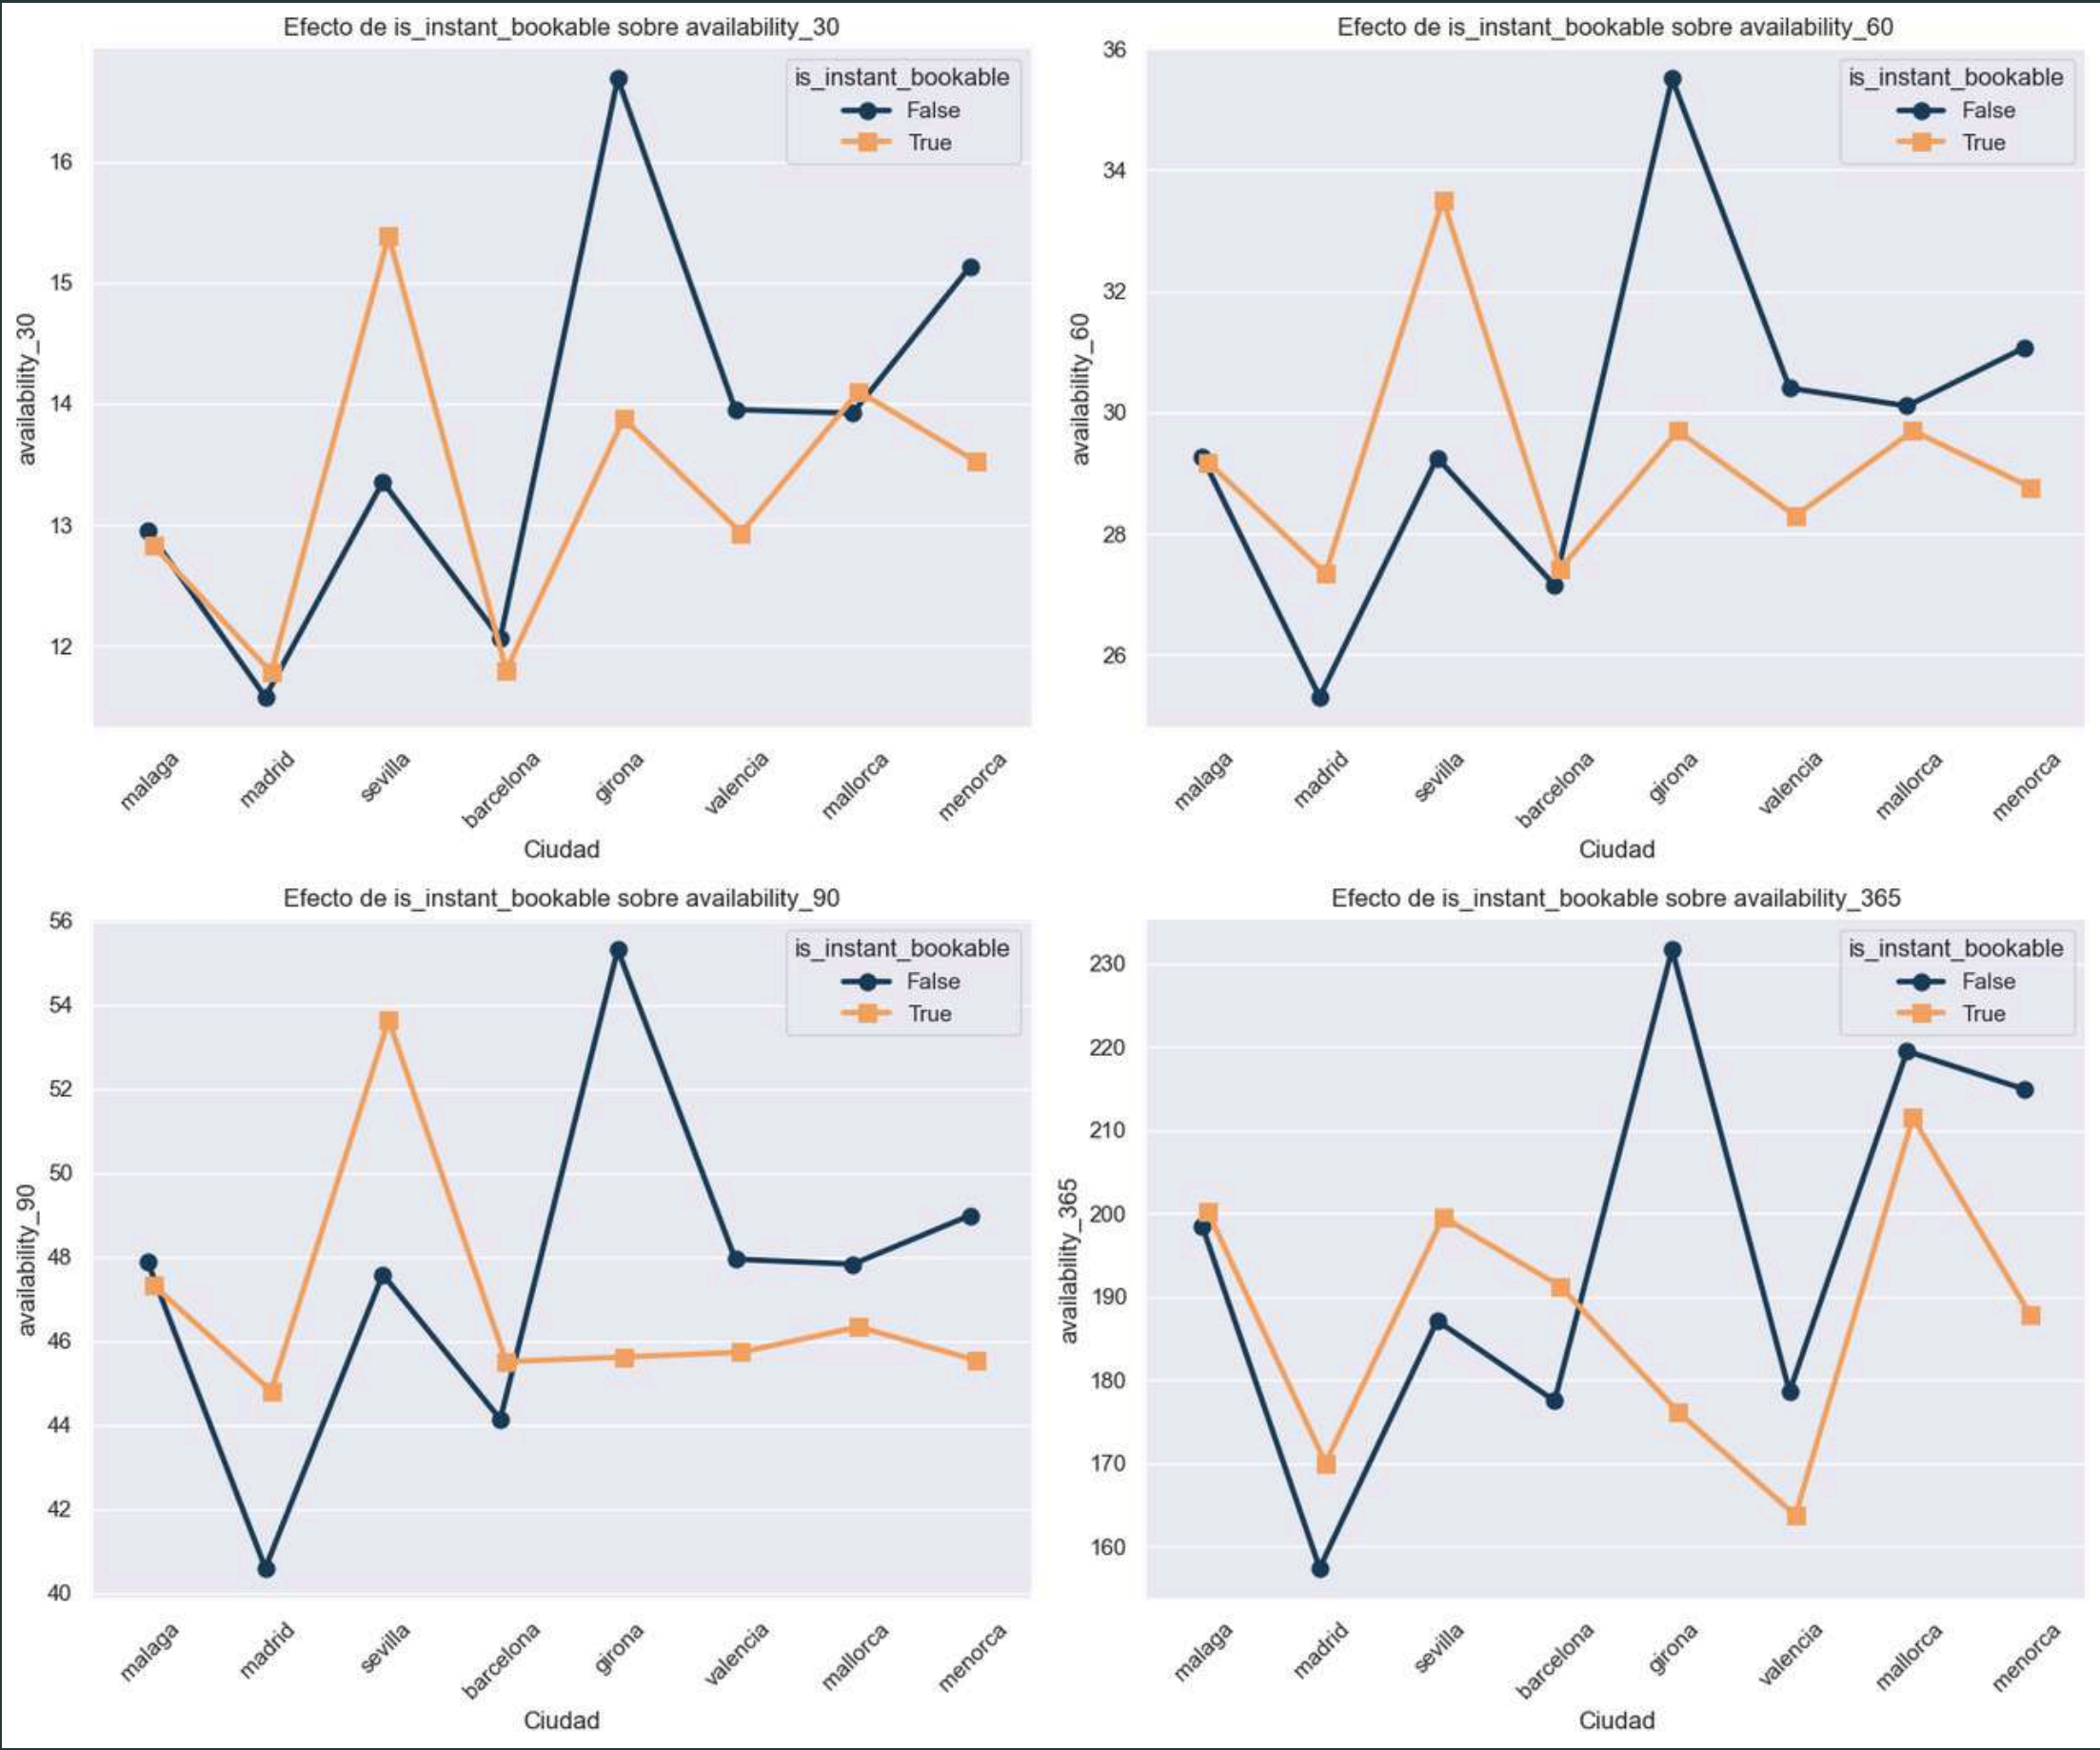 Efecto de is_instant_bookable sobre availability_30
is_instant_bookable
False
True
16
15
14
13
12
availability_30
malaga
madrid
sevilla
barcelona
girona
valencia
mallorca
menorca
Ciudad
Efecto de is_instant_bookable sobre availability_60
is_instant_bookable
False
True
36
34
32
30
28
26
availability_60
malaga
madrid
sevilla
barcelona
girona
valencia
mallorca
menorca
Ciudad
Efecto de is_instant_bookable sobre availability_90
is_instant_bookable
False
True
56
54
52
50
48
46
44
42
40
availability_90
malaga
madrid
sevilla
barcelona
girona
valencia
mallorca
menorca
Ciudad
Efecto de is_instant_bookable sobre availability_365
is_instant_bookable
False
True
230
220
210
200
190
180
170
160
availability_365
malaga
madrid
sevilla
barcelona
girona
valencia
mallorca
menorca
Ciudad